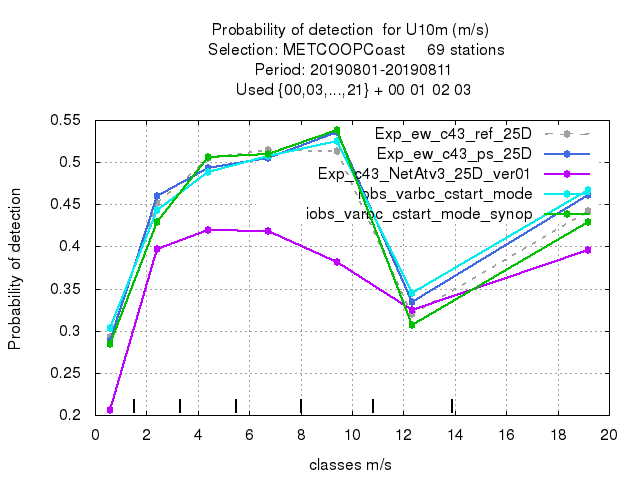 Probability of detection  for U10m (m/s)
Selection: METCOOPCoast     69 stations
Period: 20190801-20190811
Used {00,03,...,21} + 00 01 02 03
0.55
0.5
0.45
0.4
0.35
0.3
0.25
0.2
Probability of detection
Exp_ew_c43_ref_25D
Exp_ew_c43_ps_25D
Exp_c43_NetAtv3_25D_ver01
iobs_varbc_cstart_mode
iobs_varbc_cstart_mode_synop
0 2 4 6 8 10 12 14 16 18 20
classes m/s